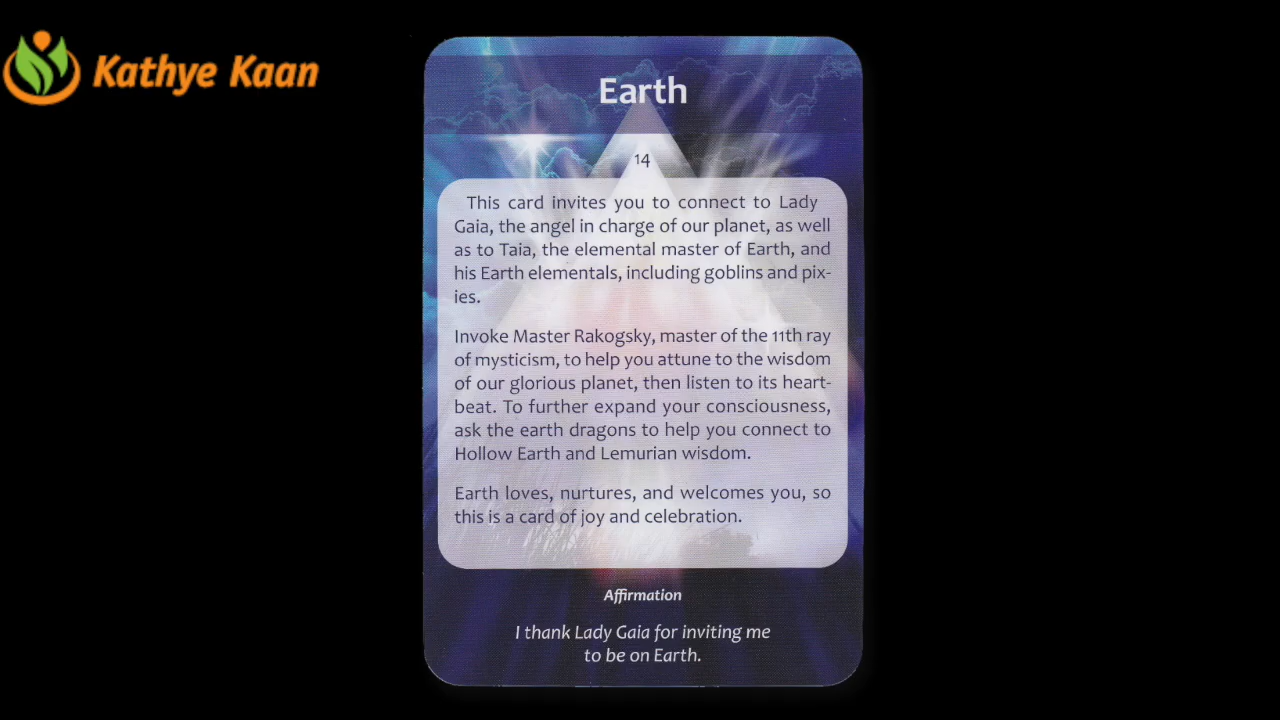 Kathye Kaan
Earth
14
This card invites you to connect to Lady
Gaia, the angel in charge of our planet, as well
as to Taia, the elemental master of Earth, and
his Earth elementals, including goblins and pix-
ies.
Invoke Master Rakogsky, master of the 11th ray
of mysticism, to help you attune to the wisdom
of our glorious planet, then listen to its heart-
beat. To further expand your consciousness,
ask the earth dragons to help you connect to
Hollow Earth and Lemurian wisdom.
Earth loves, nurtures, and welcomes you, so
this is a card of joy and celebration.
Affirmation
I thank Lady Gaia for inviting me
to be on Earth.